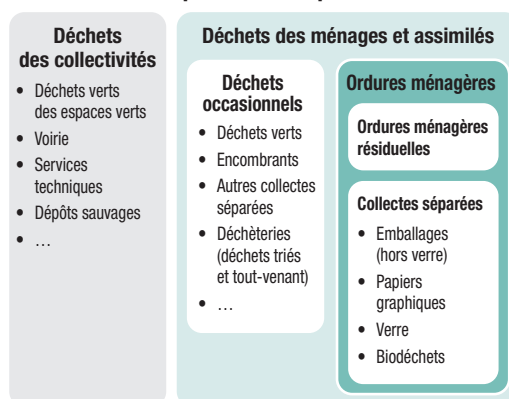 Déchets
des collectivités
• Déchets verts
des espaces verts
• Voirie
• Services
techniques
• Dépôts sauvages
• …
Déchets des ménages et assimilés
Déchets
occasionnels
• Déchets verts
• Encombrants
• Autres collectes
séparées
• Déchèteries
(déchets triés
et tout-venant)
• …
Ordures ménagères
Ordures ménagères
résiduelles
Collectes séparées
• Emballages
(hors verre)
• Papiers
graphiques
• Verre
• Biodéchets